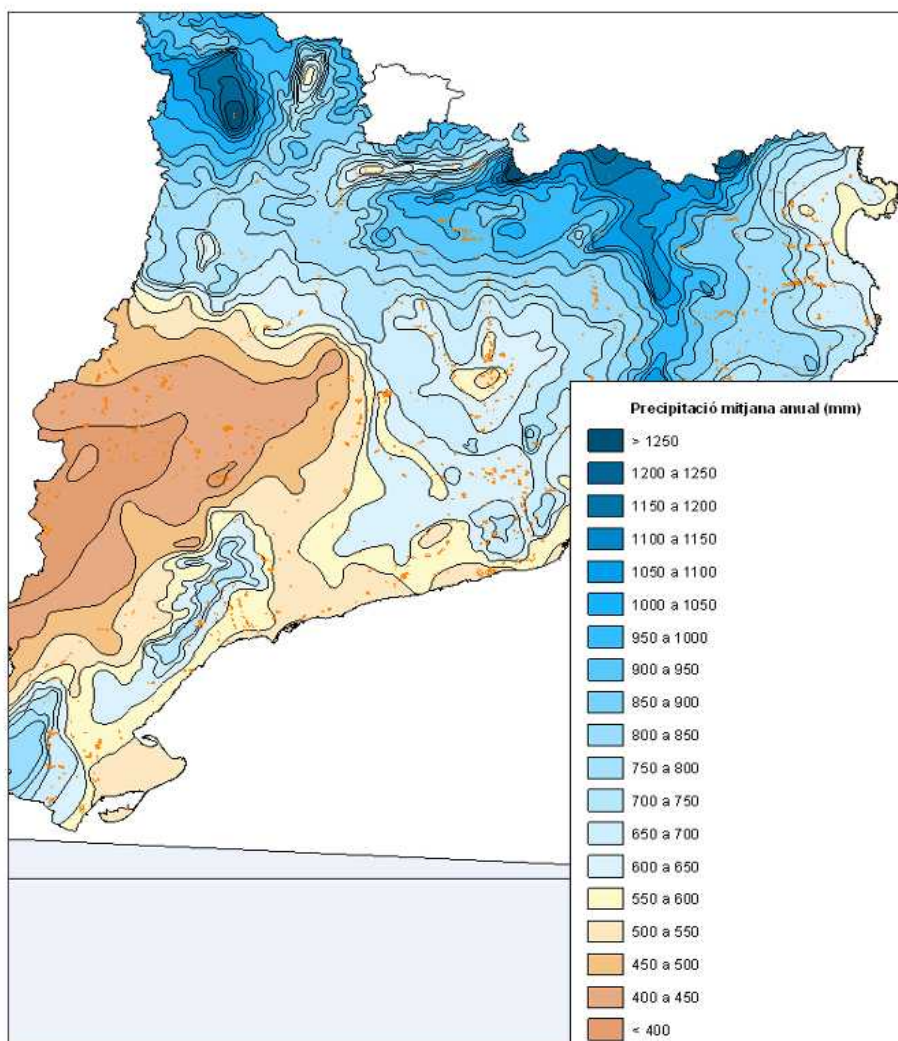 Precipitació mitjana anual (mm)
> 1250
1200 a 1250
1150 a 1200
1100 a 1150
1050 a 1100
1000 a 1050
950 a 1000
900 a 950
850 a 900
800 a 850
750 a 800
700 a 750
650 a 700
600 a 650
550 a 600
500 a 550
450 a 500
400 a 450
< 400